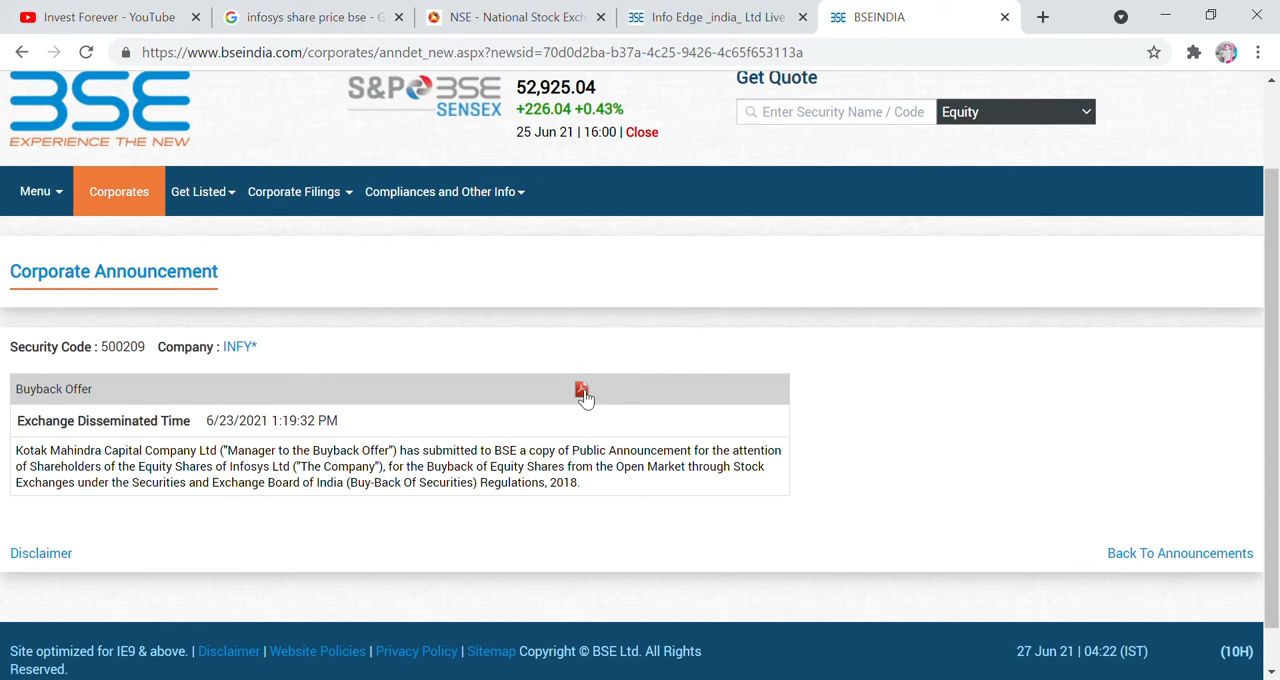 Invest Forever - YouTube
infosys share price bse - G
NSE - National Stock Exch
Info Edge _india_ Ltd Live
BSEINDIA
https://www.bseindia.com/corporates/anndet_new.aspx?newsid=70d0d2ba-b37a-4c25-9426-4c65f653113a
BSE
EXPERIENCE THE NEW
S&P BSE
SENSEX
52,925.04
+226.04 +0.43%
25 Jun 21 | 16:00 | Close
Get Quote
Enter Security Name / Code
Equity
Menu
Corporates
Get Listed
Corporate Filings
Compliances and Other Info
Corporate Announcement
Security Code : 500209 Company : INFY*
Buyback Offer
Exchange Disseminated Time 6/23/2021 1:19:32 PM
Kotak Mahindra Capital Company Ltd ("Manager to the Buyback Offer") has submitted to BSE a copy of Public Announcement for the attention
of Shareholders of the Equity Shares of Infosys Ltd ("The Company"), for the Buyback of Equity Shares from the Open Market through Stock
Exchanges under the Securities and Exchange Board of India (Buy-Back Of Securities) Regulations, 2018.
Disclaimer
Back To Announcements
Site optimized for IE9 & above. | Disclaimer | Website Policies | Privacy Policy | Sitemap Copyright © BSE Ltd. All Rights
Reserved.
27 Jun 21 | 04:22 (IST)
(10H)